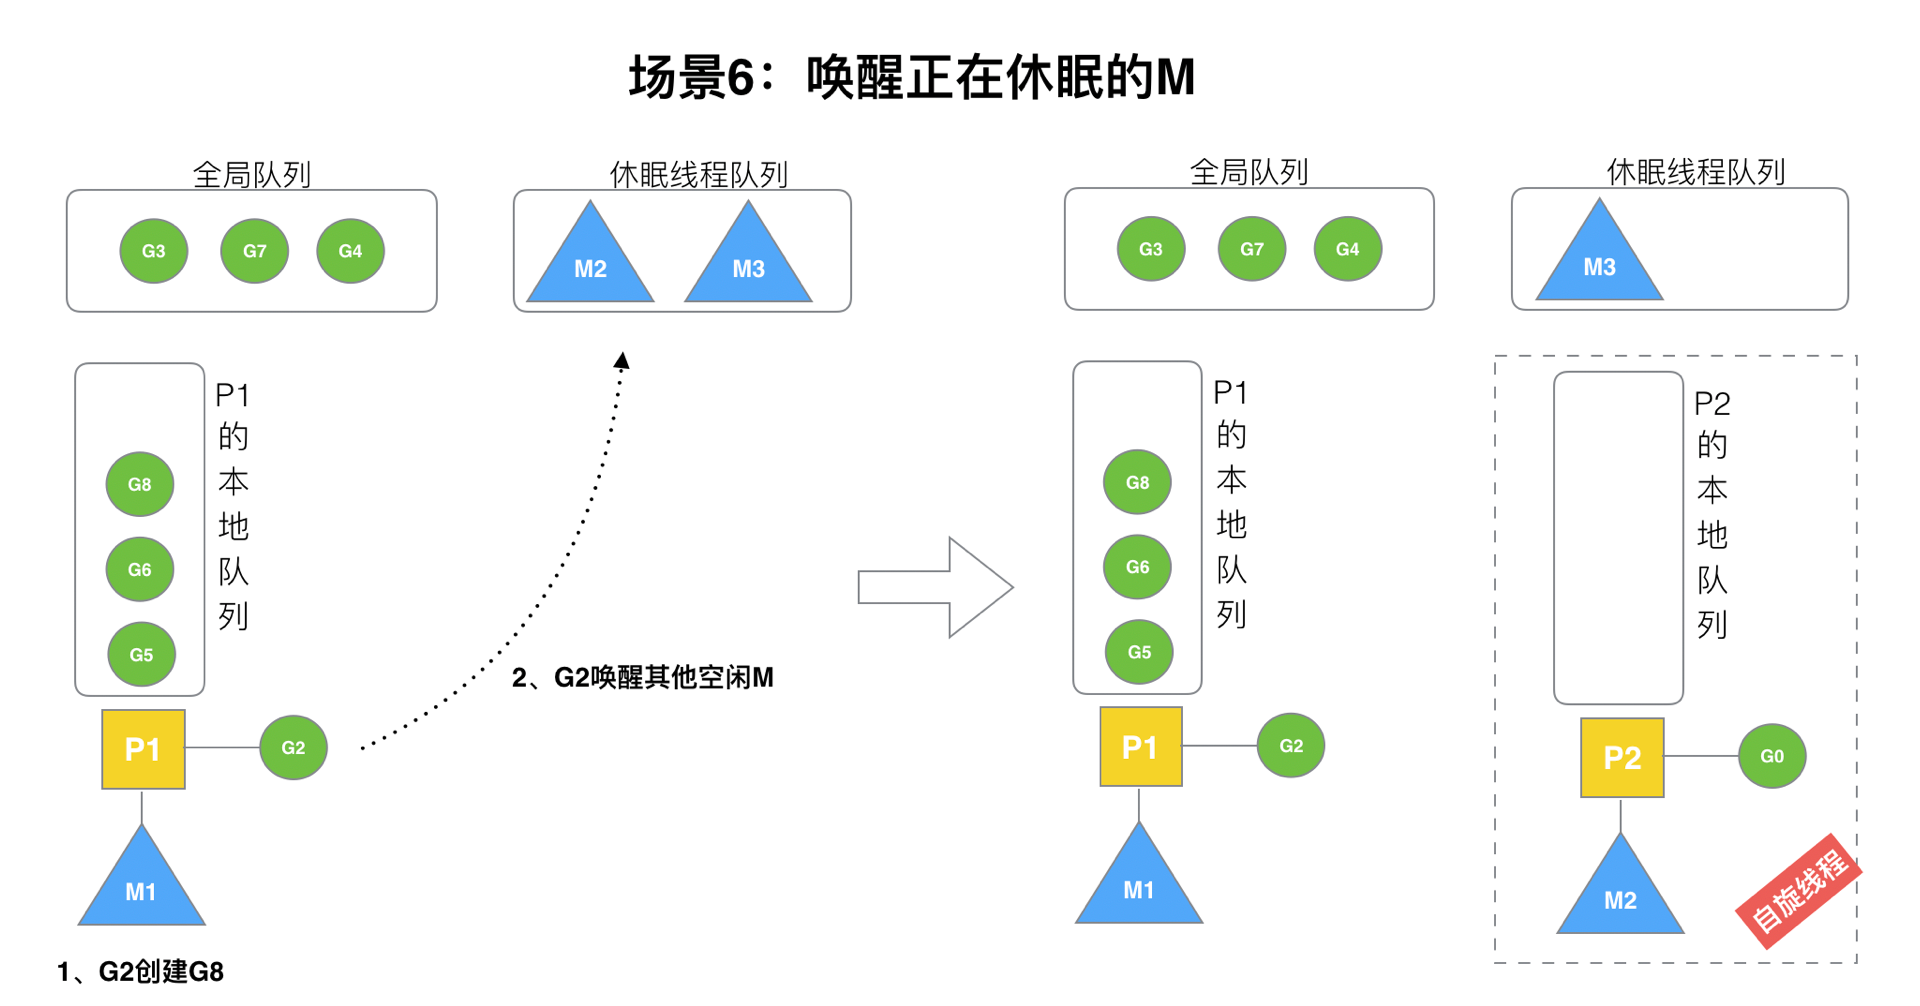 场景6：唤醒正在休眠的M
全局队列
G3 G7 G4
休眠线程队列
M2 M3
P1的本地队列
G8
G6
G5
P1
G2
M1
1、G2创建G8
2、G2唤醒其他空闲M
全局队列
G3 G7 G4
休眠线程队列
M3
P1的本地队列
G8
G6
G5
P1
G2
M1
P2的本地队列
P2
G0
M2
自旋线程